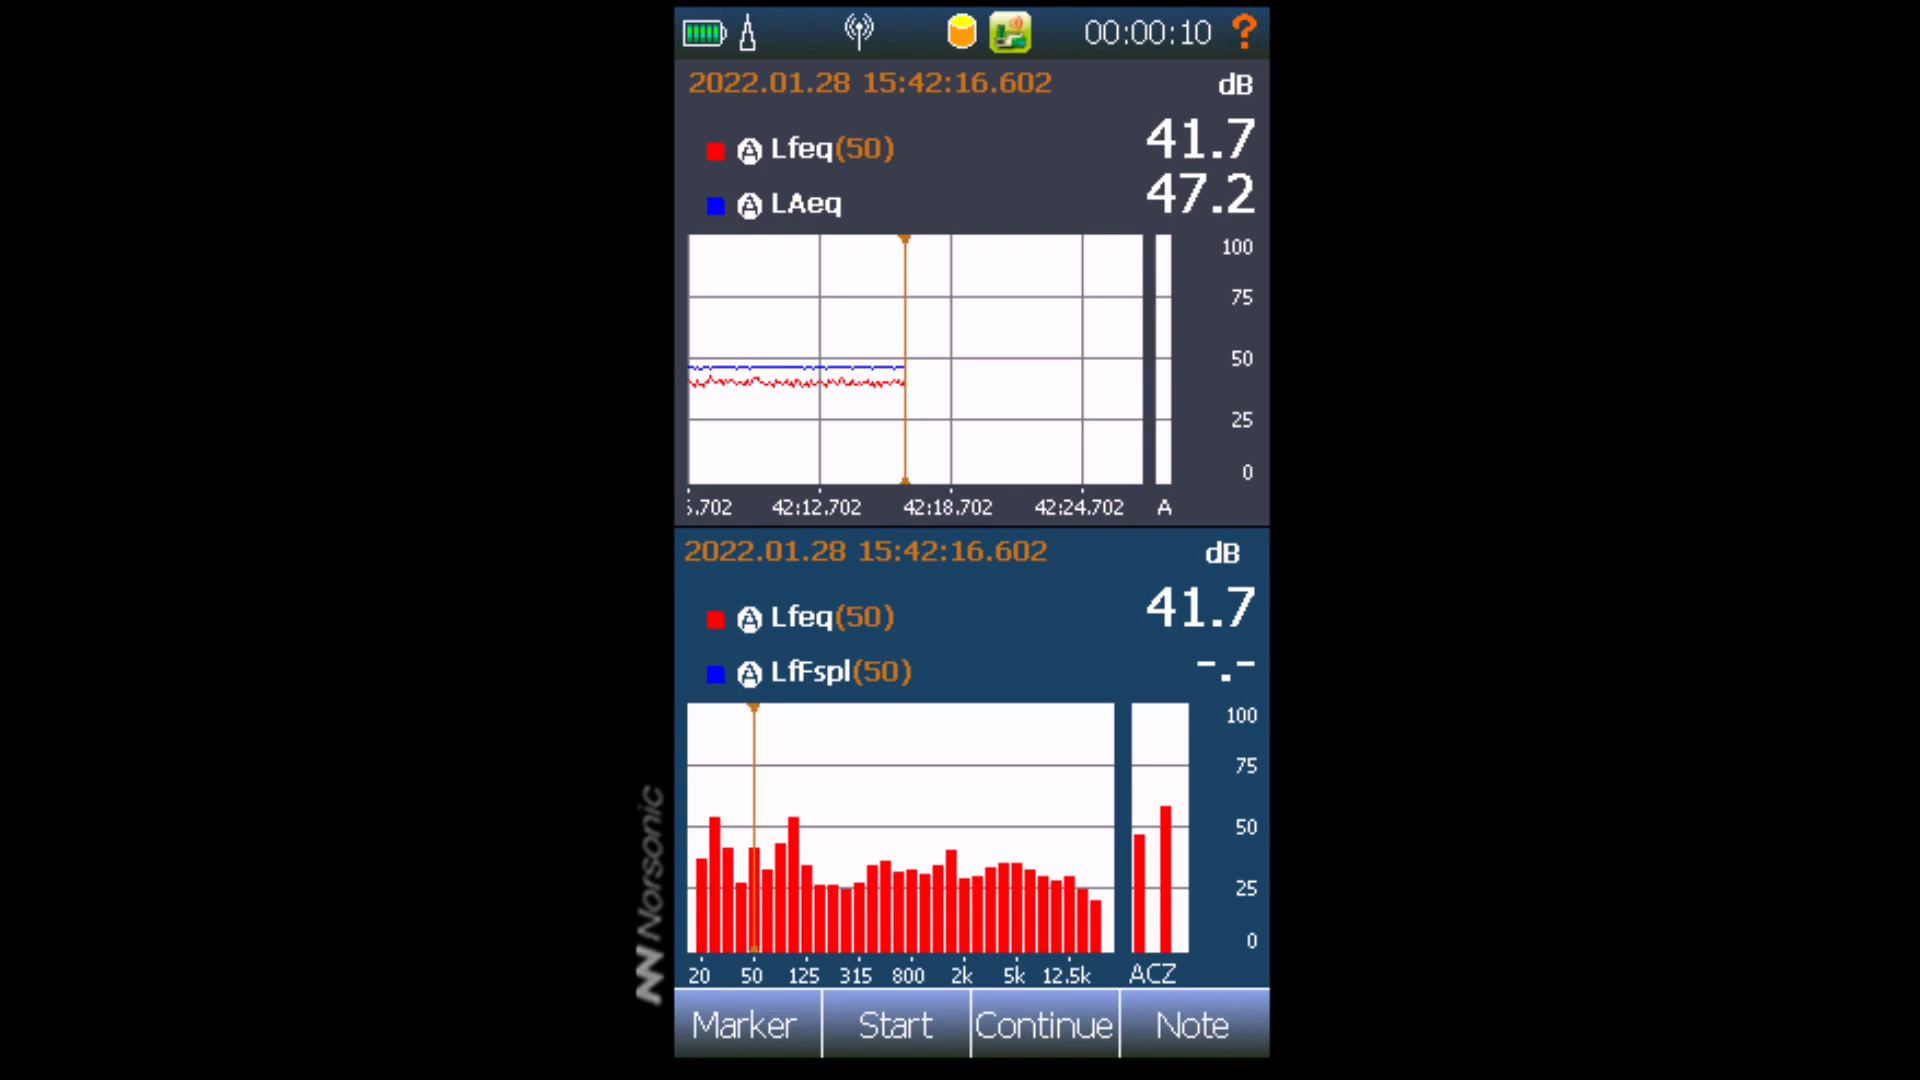 00:00:10 ?
2022.01.28 15:42:16.602 dB
A Lfeq(50) 41.7
A LAeq 47.2
100
75
50
25
0
.702 42:12.702 42:18.702 42:24.702 A
2022.01.28 15:42:16.602 dB
A Lfeq(50) 41.7
A LfFspl(50) -.-
100
75
50
25
0
20 50 125 315 800 2k 5k 12.5k ACZ
Norsonic
Marker Start Continue Note